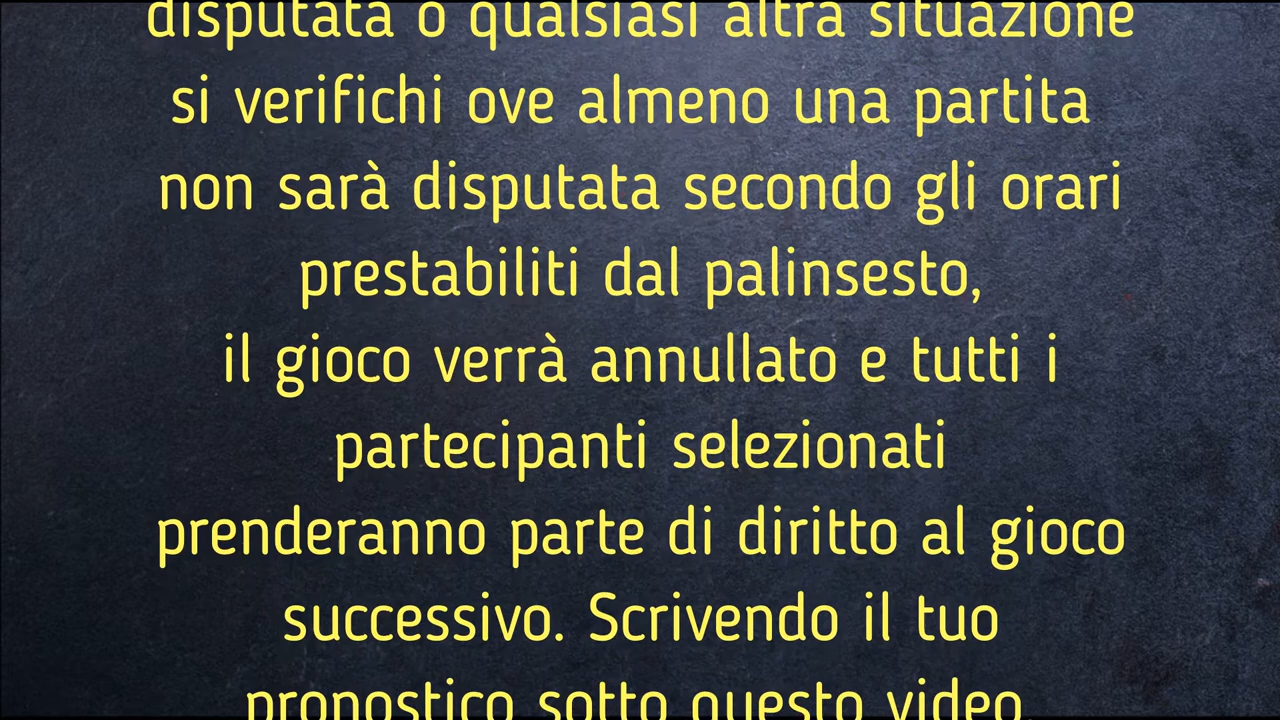 disputata o qualsiasi altra situazione
si verifichi ove almeno una partita
non sarà disputata secondo gli orari
prestabiliti dal palinsesto,
il gioco verrà annullato e tutti i
partecipanti selezionati
prenderanno parte di diritto al gioco
successivo. Scrivendo il tuo
pronostico sotto questo video